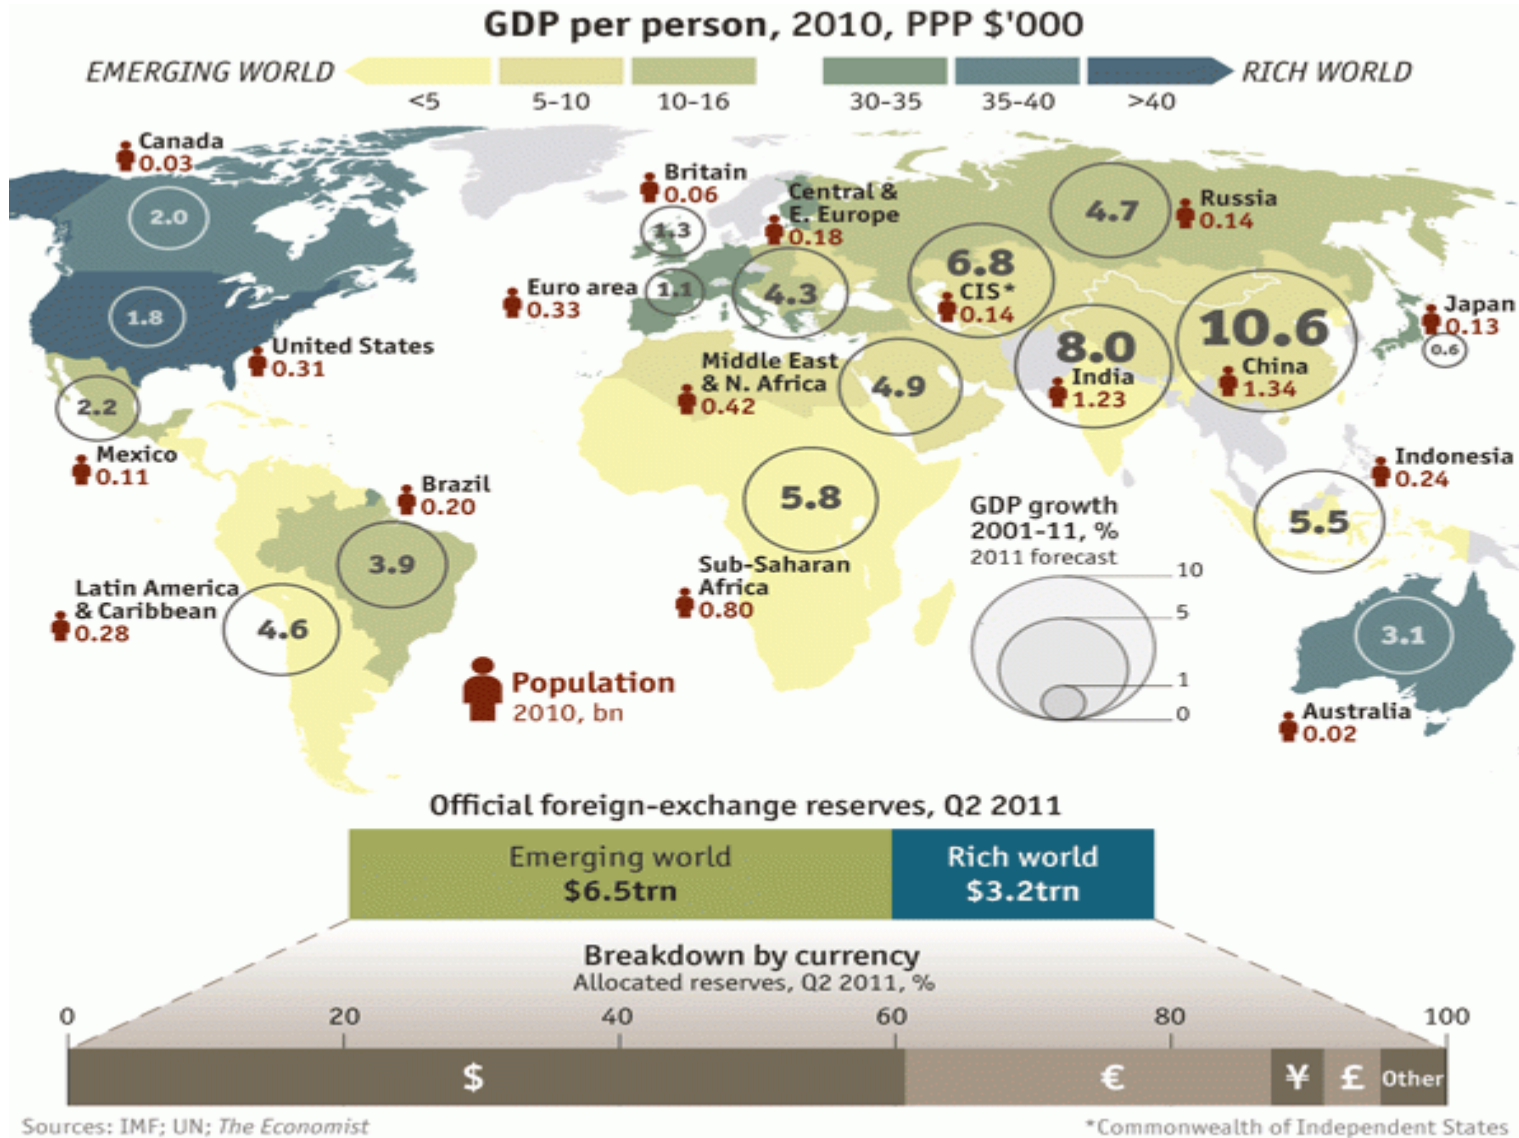 GDP per person, 2010, PPP $'000
EMERGING WORLD
RICH WORLD
<5
5-10
10-16
30-35
35-40
>40
Canada
0.03
2.0
Britain
0.06
1.3
Central &
E. Europe
0.18
4.3
Russia
0.14
4.7
6.8
CIS*
0.14
Euro area
0.33
1.1
1.8
United States
0.31
Japan
0.13
0.6
10.6
China
1.34
8.0
India
1.23
Middle East
& N. Africa
0.42
4.9
2.2
Mexico
0.11
Brazil
0.20
3.9
Indonesia
0.24
5.5
5.8
Sub-Saharan
Africa
0.80
GDP growth
2001-11, %
2011 forecast
10
5
1
0
Latin America
& Caribbean
0.28
4.6
3.1
Australia
0.02
Population
2010, bn
Official foreign-exchange reserves, Q2 2011
Emerging world
$6.5trn
Rich world
$3.2trn
Breakdown by currency
Allocated reserves, Q2 2011, %
0
20
40
60
80
100
$
€
¥
£
Other
Sources: IMF; UN; The Economist
*Commonwealth of Independent States